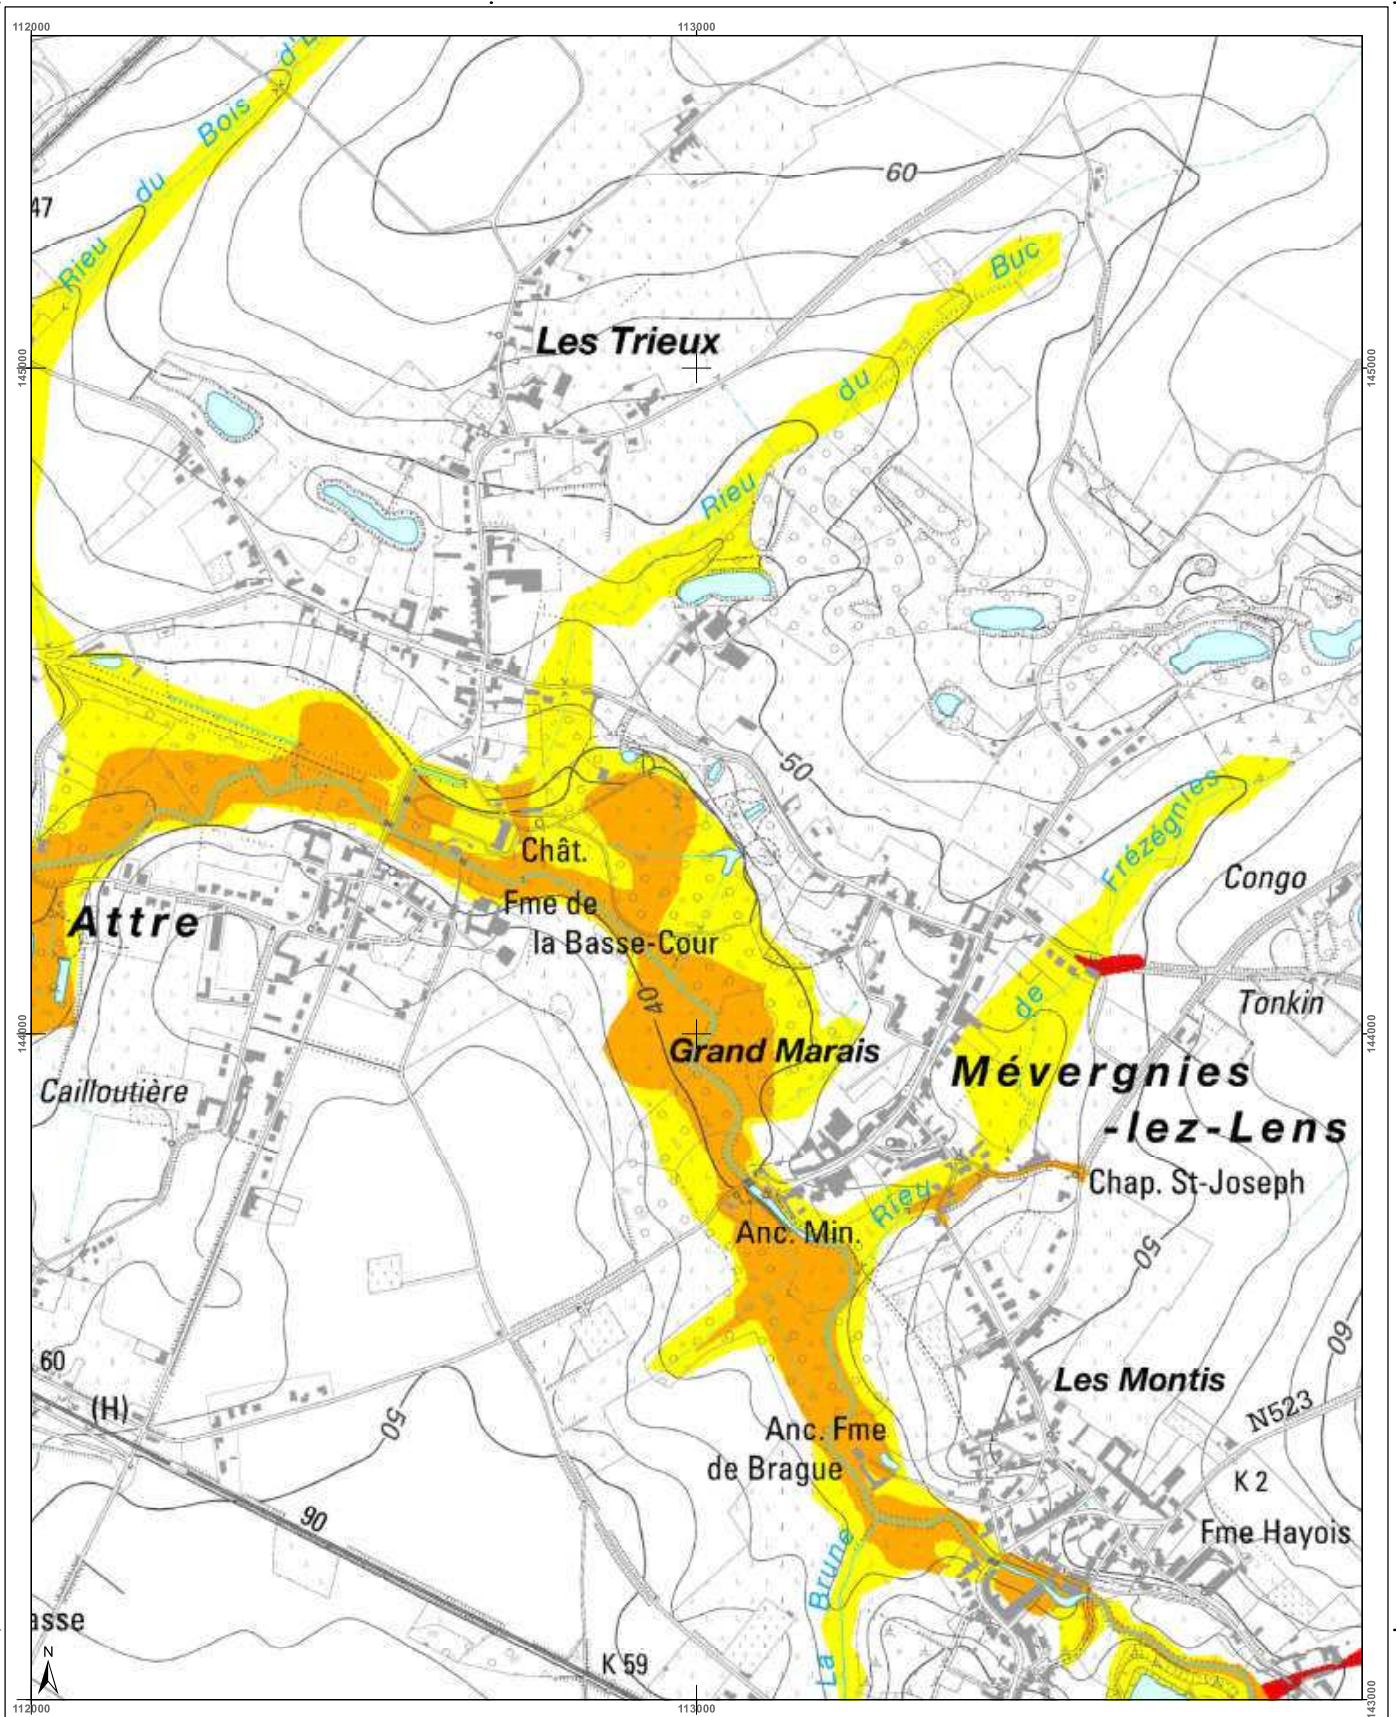 112000
113000
Rieu du Bois d'
47
60
Buc
Les Trieux
145000
145000
du
Rieu
50
Frézégnies
Chât.
Congo
Fme de
la Basse-Cour
Attre
de
Tonkin
40
144000
144000
Grand Marais
Mévergnies
-lez-Lens
Cailloutière
Chap. St-Joseph
Rieu
Anc. Min.
50
60
60
Les Montis
(H)
50
N523
Anc. Fme
de Brague
K 2
90
Fme Hayois
La Brune
asse
N
K 59
112000
113000
143000